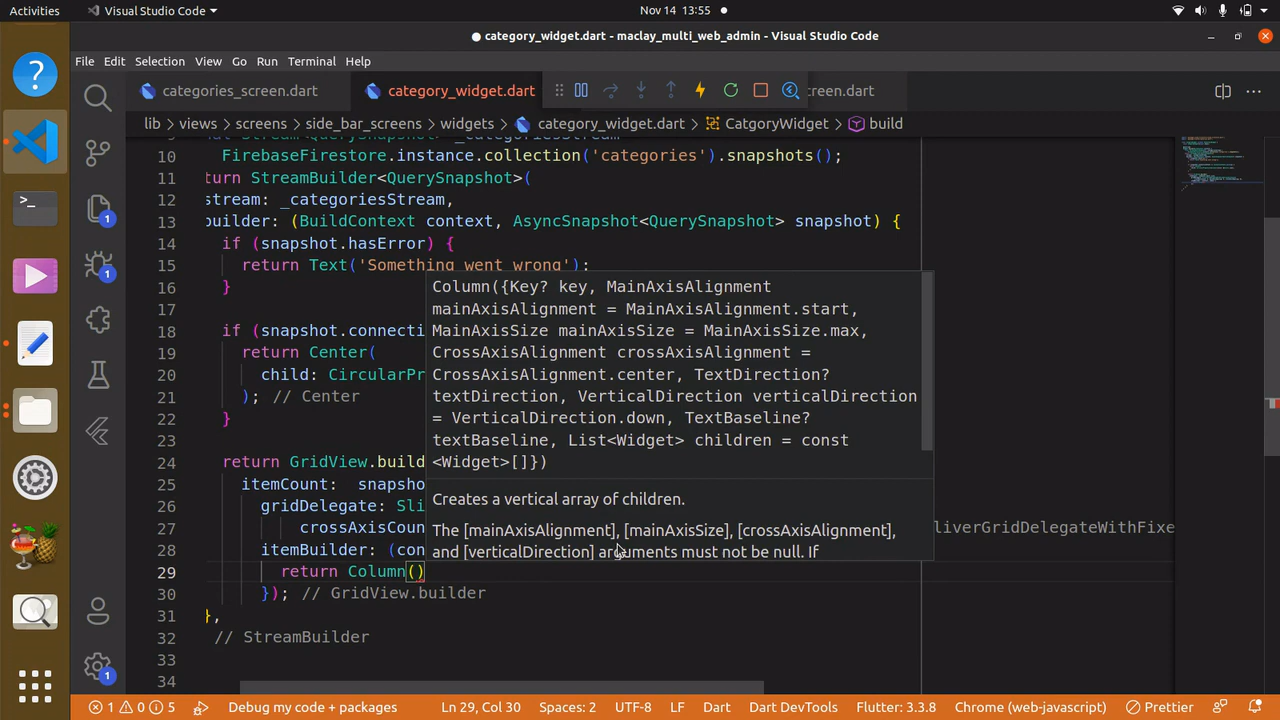 Activities
Visual Studio Code
Nov 14 13:55
category_widget.dart - maclay_multi_web_admin - Visual Studio Code
File Edit Selection View Go Run Terminal Help
categories_screen.dart
category_widget.dart
creen.dart
lib > views > screens > side_bar_screens > widgets > category_widget.dart > CatgoryWidget > build
10 FirebaseFirestore.instance.collection('categories').snapshots();
11 turn StreamBuilder<QuerySnapshot>(
12 stream: _categoriesStream,
13 builder: (BuildContext context, AsyncSnapshot<QuerySnapshot> snapshot) {
14 if (snapshot.hasError) {
15 return Text('Something went wrong');
16 }
17
18 if (snapshot.connecti
19 return Center(
20 child: CircularPr
21 ); // Center
22 }
23
24 return GridView.build
25 itemCount: snapsho
26 gridDelegate: Sli
27 crossAxisCoun
liverGridDelegateWithFixe
28 itemBuilder: (con
29 return Column()
30 }); // GridView.builder
31 },
32 // StreamBuilder
33
34
Column({Key? key, MainAxisAlignment
mainAxisAlignment = MainAxisAlignment.start,
MainAxisSize mainAxisSize = MainAxisSize.max,
CrossAxisAlignment crossAxisAlignment =
CrossAxisAlignment.center, TextDirection?
textDirection, VerticalDirection verticalDirection
= VerticalDirection.down, TextBaseline?
textBaseline, List<Widget> children = const
<Widget>[]})
Creates a vertical array of children.
The [mainAxisAlignment], [mainAxisSize], [crossAxisAlignment],
and [verticalDirection] arguments must not be null. If
1 0 5 Debug my code + packages Ln 29, Col 30 Spaces: 2 UTF-8 LF Dart Dart DevTools Flutter: 3.3.8 Chrome (web-javascript) Prettier